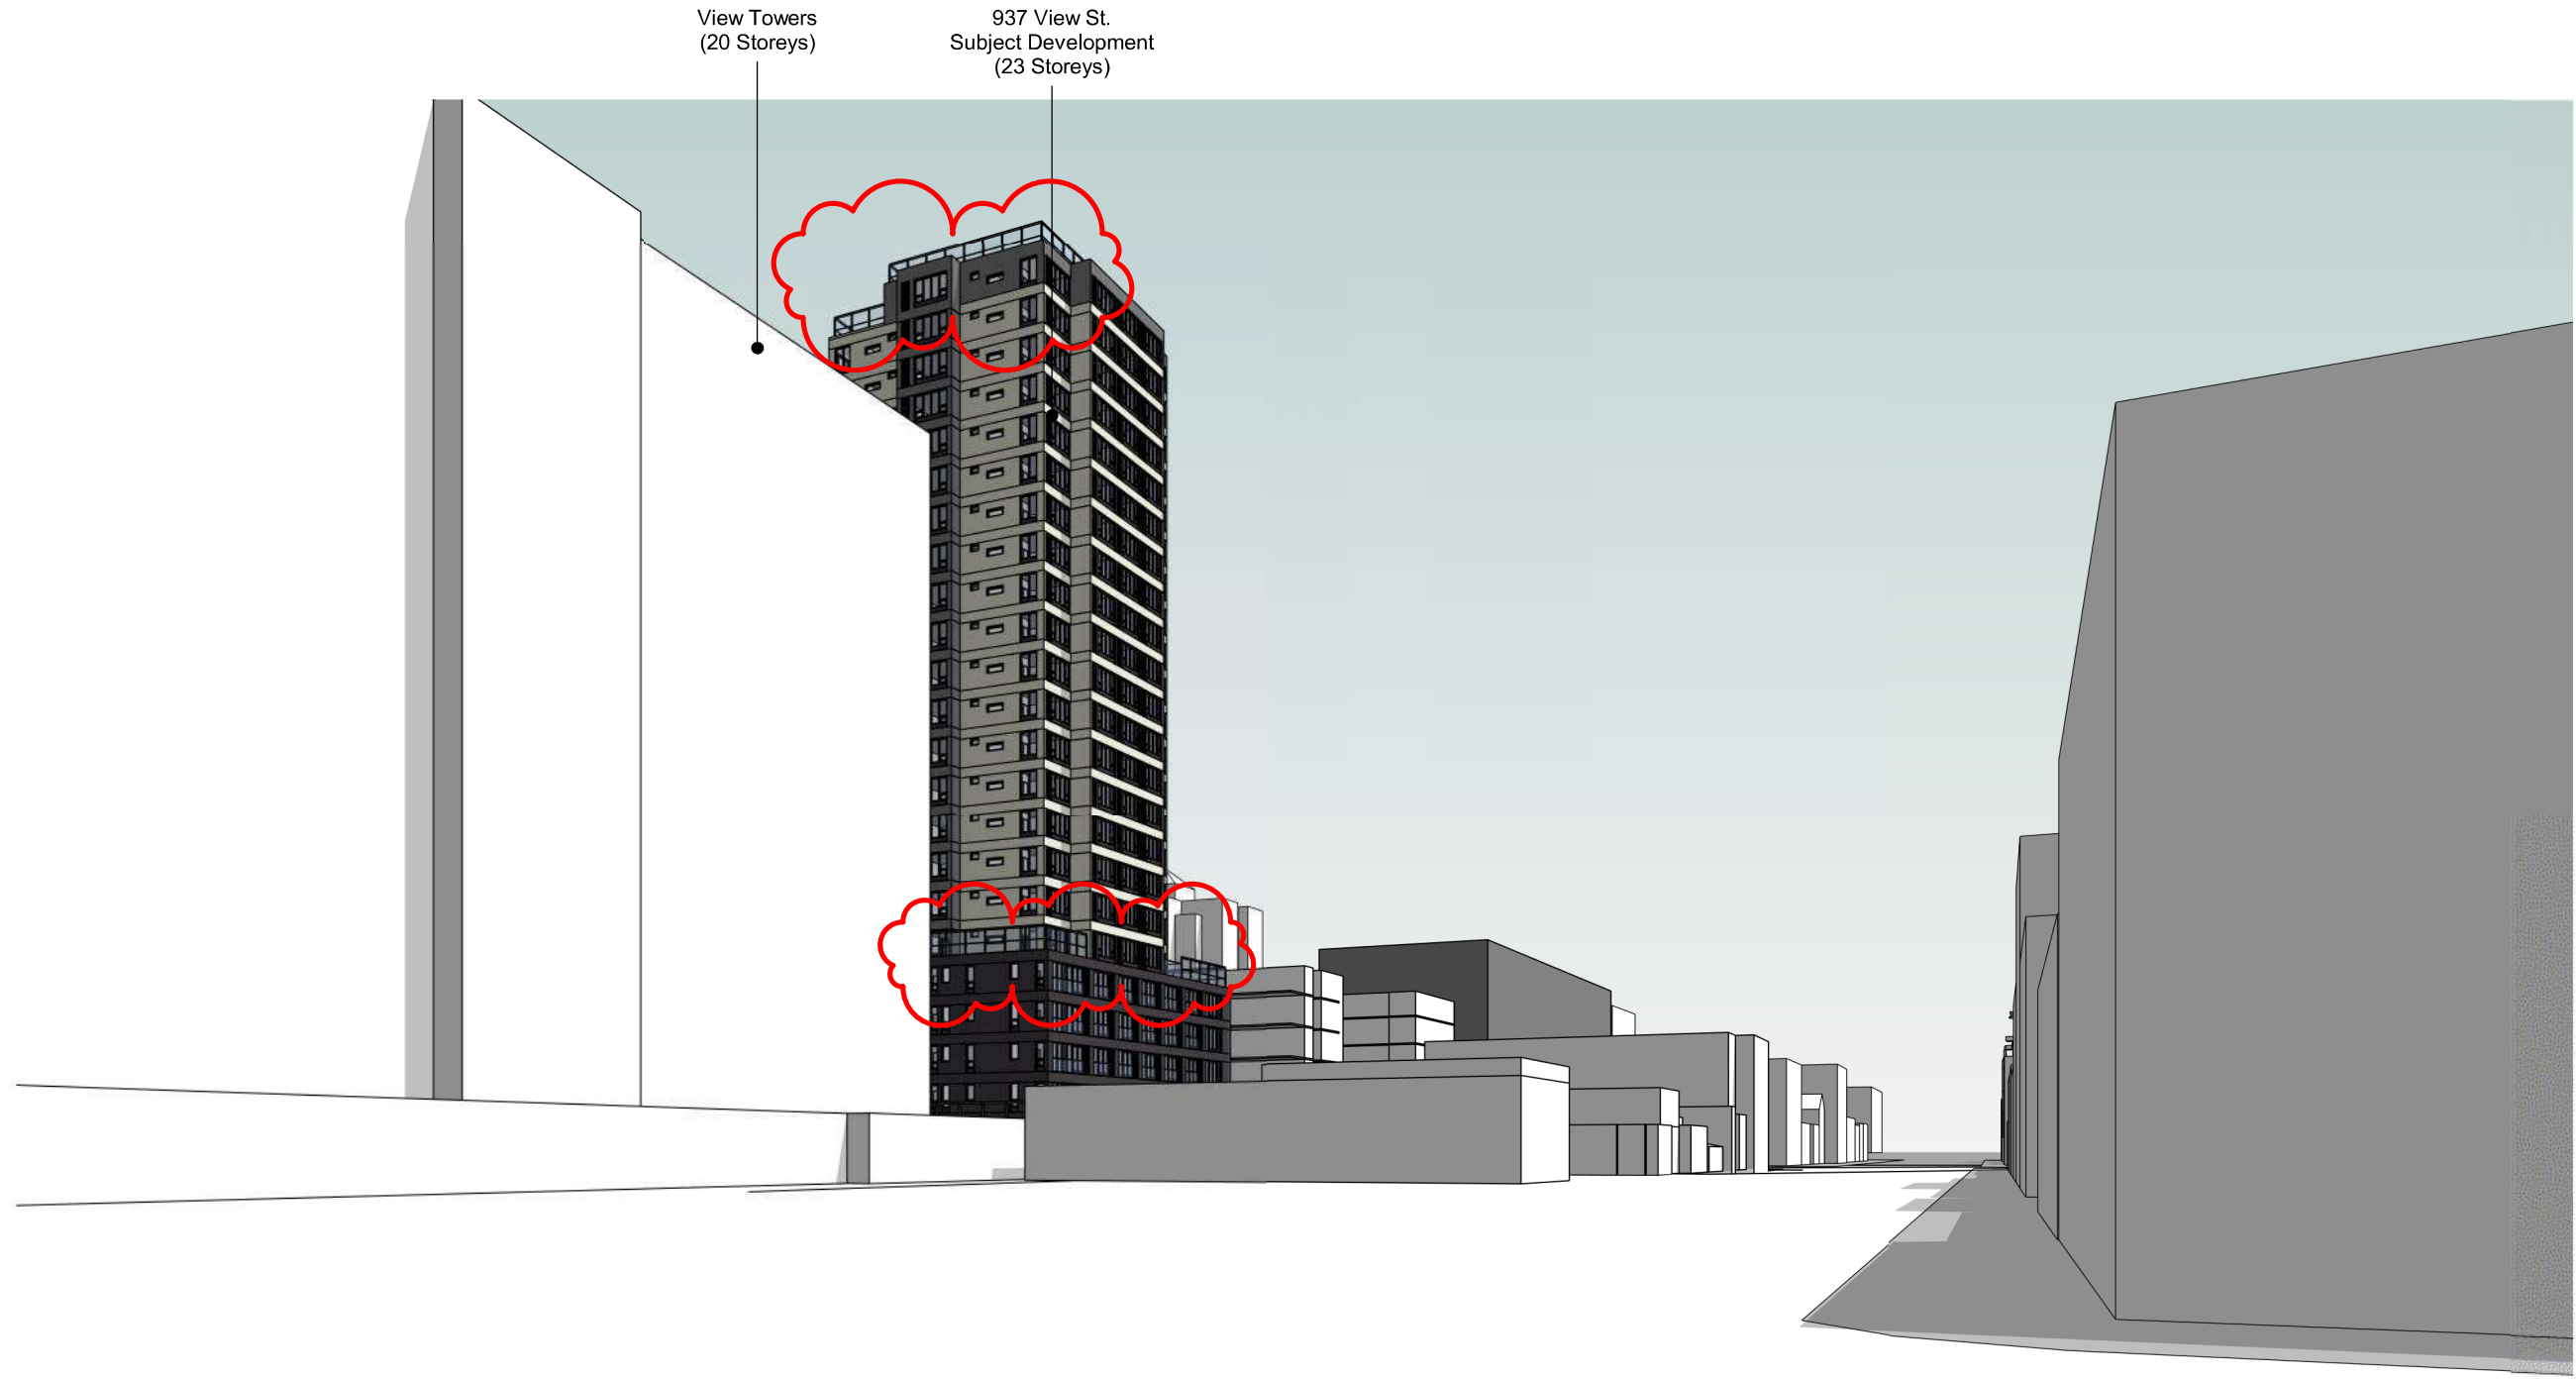 View Towers
(20 Storeys)
937 View St.
Subject Development
(23 Storeys)